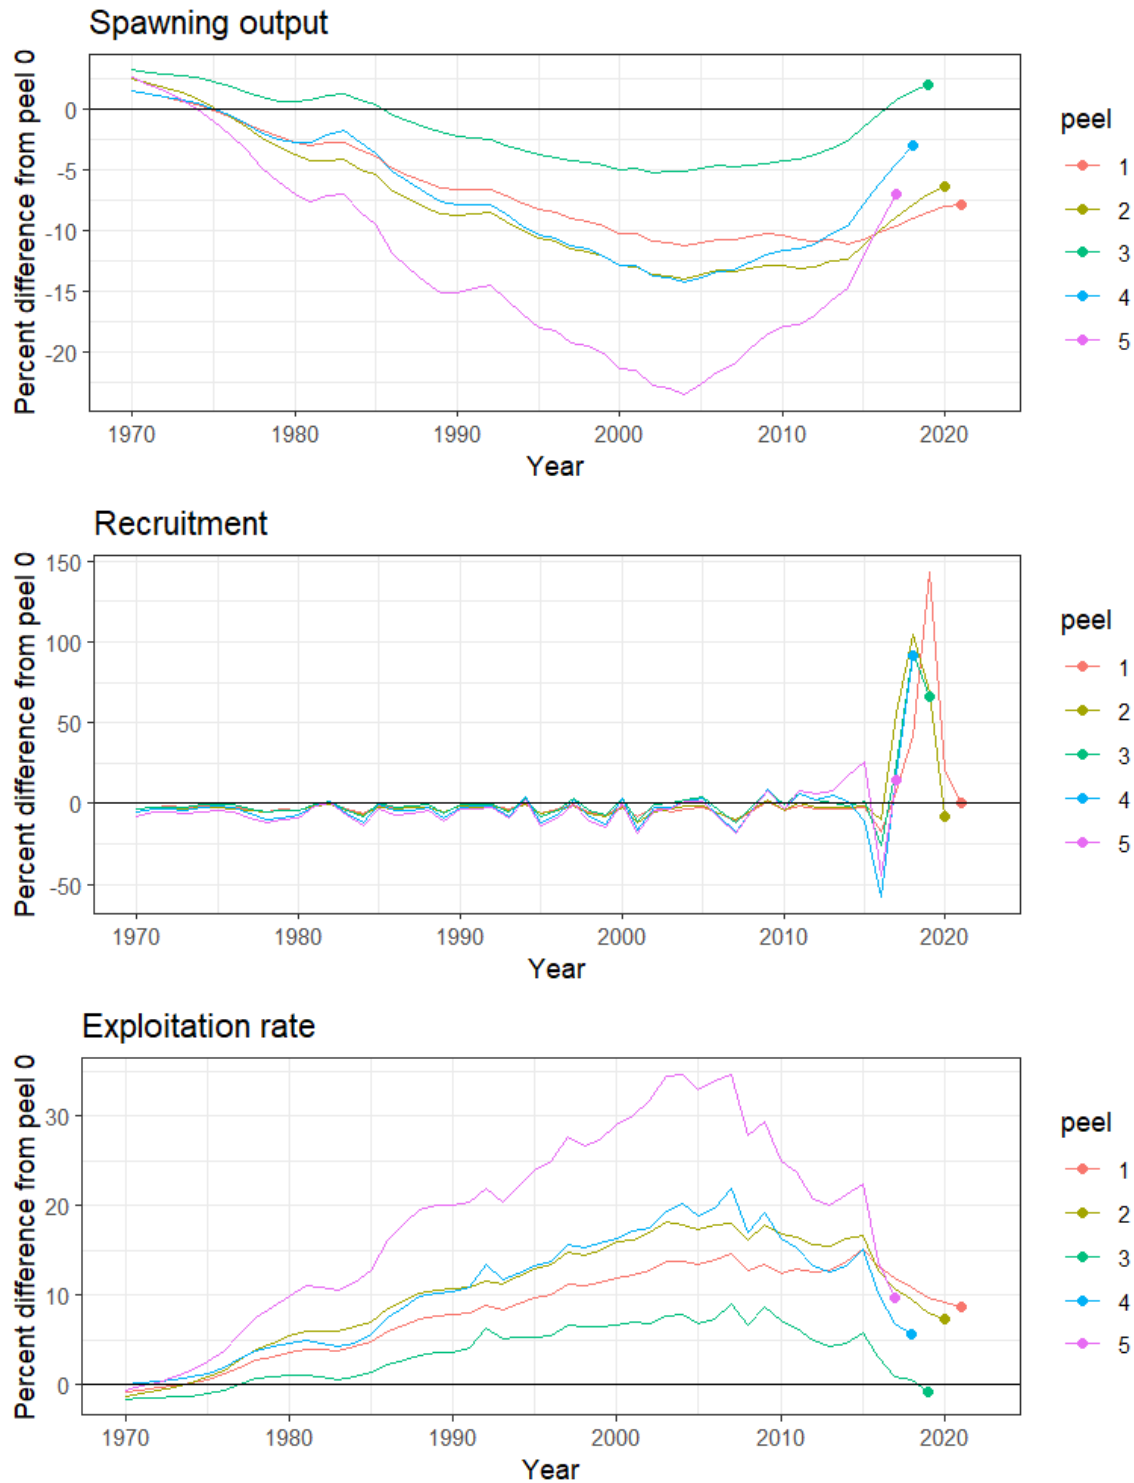 Spawning output
Percent difference from peel 0
0
-5
-10
-15
-20
1970 1980 1990 2000 2010 2020
Year
peel
1
2
3
4
5
Recruitment
Percent difference from peel 0
150
100
50
0
-50
1970 1980 1990 2000 2010 2020
Year
peel
1
2
3
4
5
Exploitation rate
Percent difference from peel 0
30
20
10
0
1970 1980 1990 2000 2010 2020
Year
peel
1
2
3
4
5